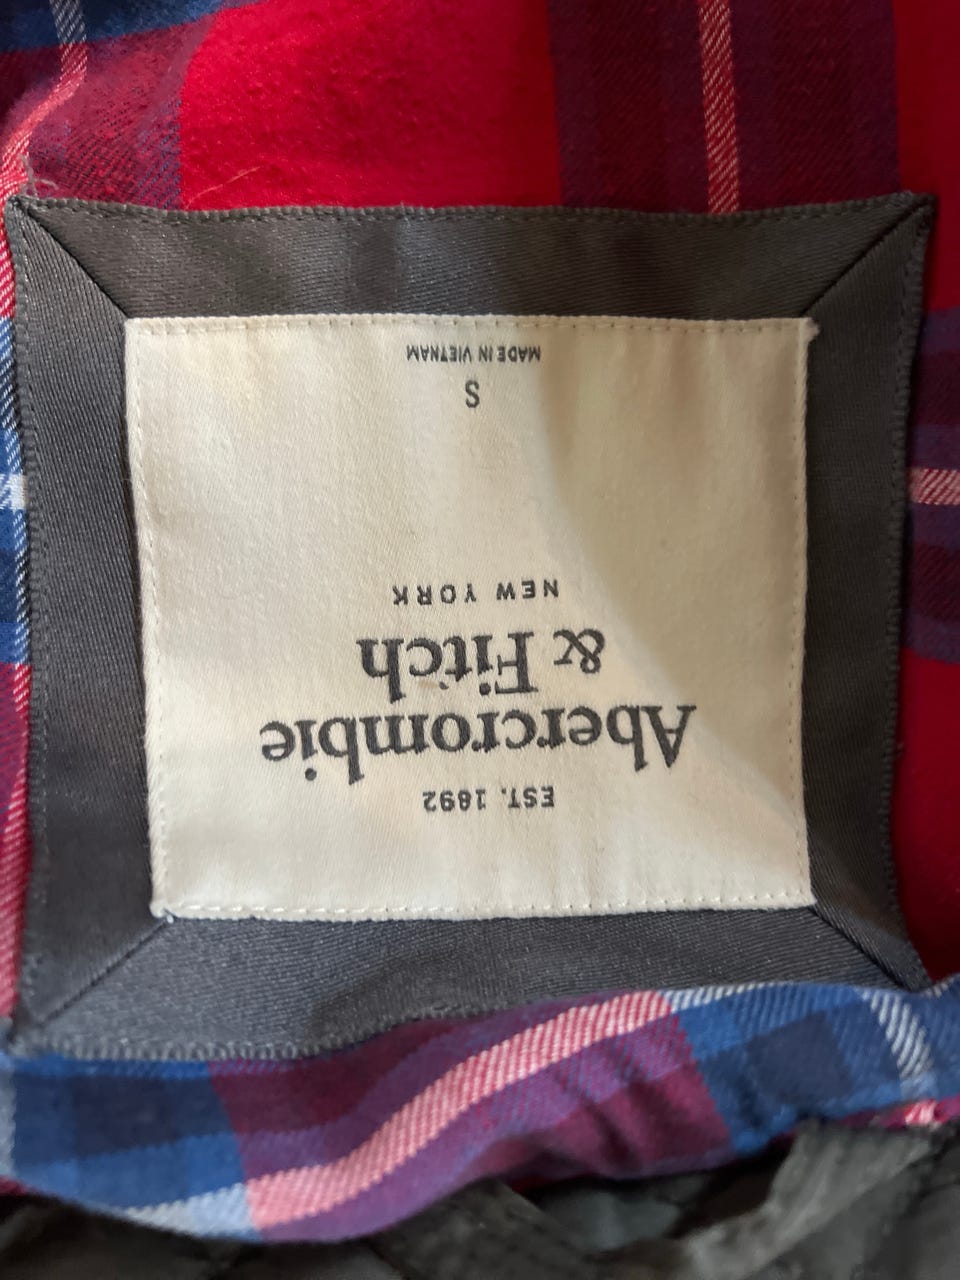 EST. 1892
Abercrombie
& Fitch
NEW YORK
S
MADE IN VIETNAM